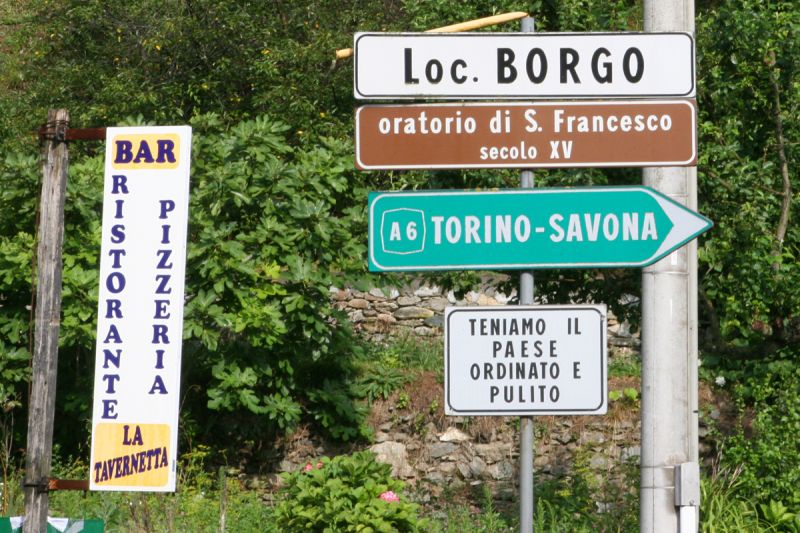 Loc. BORGO
oratorio di S. Francesco
secolo XV
A 6 TORINO-SAVONA
TENIAMO IL
PAESE
ORDINATO E
PULITO
BAR
RISTORANTE
PIZZERIA
LA
TAVERNETTA